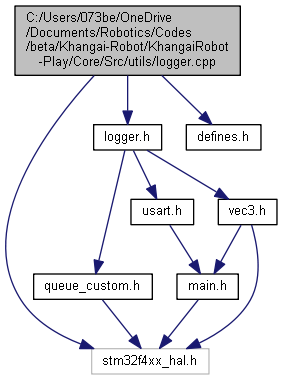 C:/Users/073be/OneDrive
/Documents/Robotics/Codes
/beta/Khangai-Robot/KhangaiRobot
-Play/Core/Src/utils/logger.cpp
logger.h
defines.h
usart.h
vec3.h
queue_custom.h
main.h
stm32f4xx_hal.h